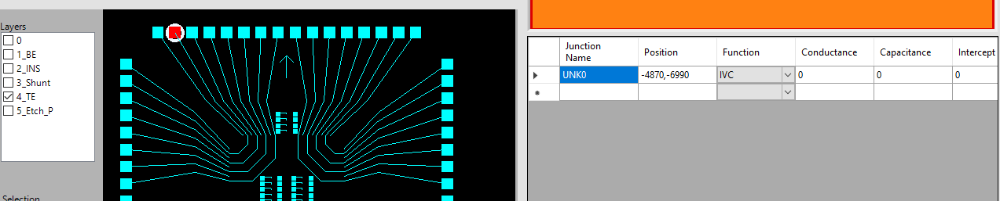 Layers
0
1_BE
2_INS
3_Shunt
4_TE
5_Etch_P
Selection
Junction Name Position Function Conductance Capacitance Intercept
UNK0 -4870,-6990 IVC 0 0 0